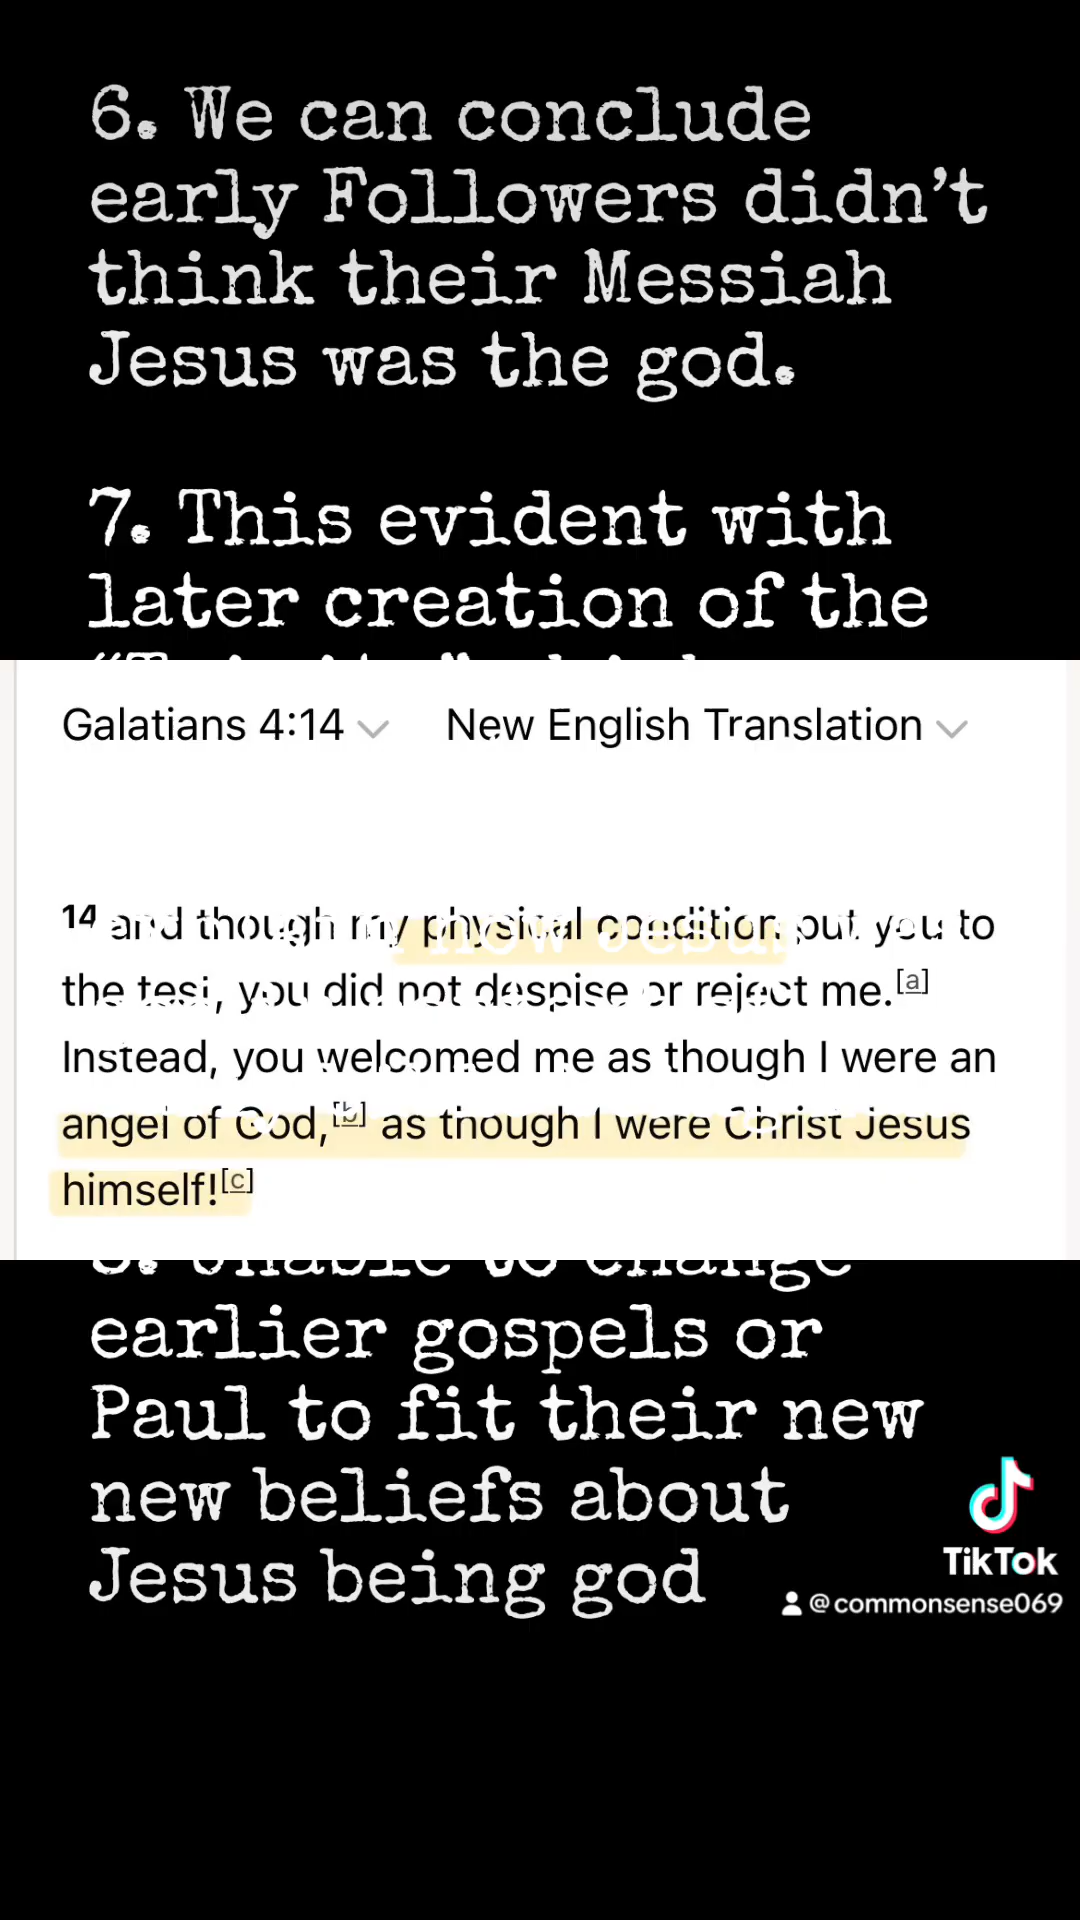 6. We can conclude
early Followers didn’t
think their Messiah
Jesus was the god.
7. This evident with
later creation of the
Galatians 4:14 New English Translation
14 and though my physical condition put you to
the test, you did not despise or reject me.[a]
Instead, you welcomed me as though I were an
angel of God,[b] as though I were Christ Jesus
himself![c]
to change
earlier gospels or
Paul to fit their new
new beliefs about
Jesus being god
TikTok
@commonsense069